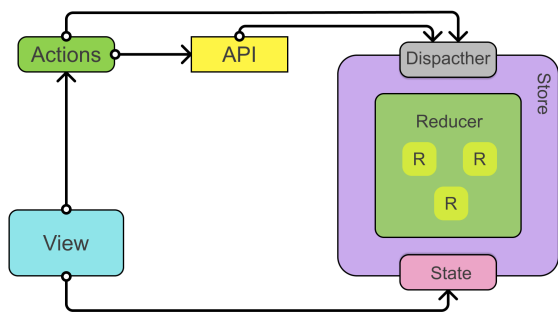 Actions
API
Dispacther
Store
Reducer
R
R
R
View
State